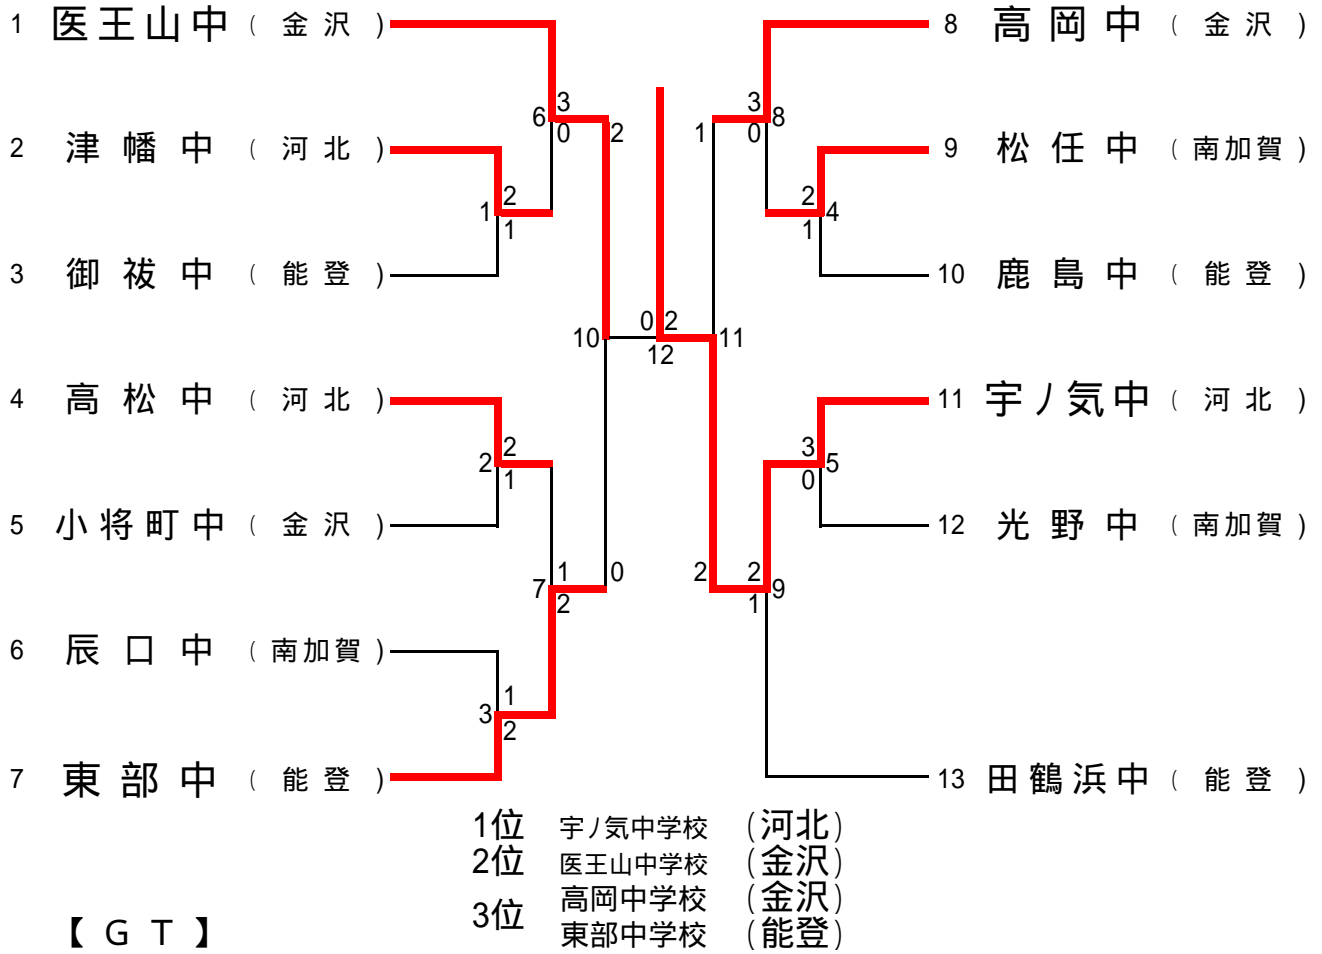 1 医王山中 （ 金 沢 ）
2 津 幡 中 （ 河 北 ）
3 御 祓 中 （ 能 登 ）
4 高 松 中 （ 河 北 ）
5 小将町中 （ 金 沢 ）
6 辰 口 中 （ 南加賀 ）
7 東 部 中 （ 能 登 ）
6 3
0 2
1 2
1
10
2 2
1
7 1 0
2
3 1
2
0 2
12
3 8
1 0
2 4
1
11
3 5
0
2 2 9
1
8 高 岡 中 （ 金 沢 ）
9 松 任 中 （ 南加賀 ）
10 鹿 島 中 （ 能 登 ）
11 宇ノ気中 （ 河 北 ）
12 光 野 中 （ 南加賀 ）
13 田鶴浜中 （ 能 登 ）
1位 宇ノ気中学校 （河北）
2位 医王山中学校 （金沢）
3位 高岡中学校 （金沢）
東部中学校 （能登）
【 G T 】